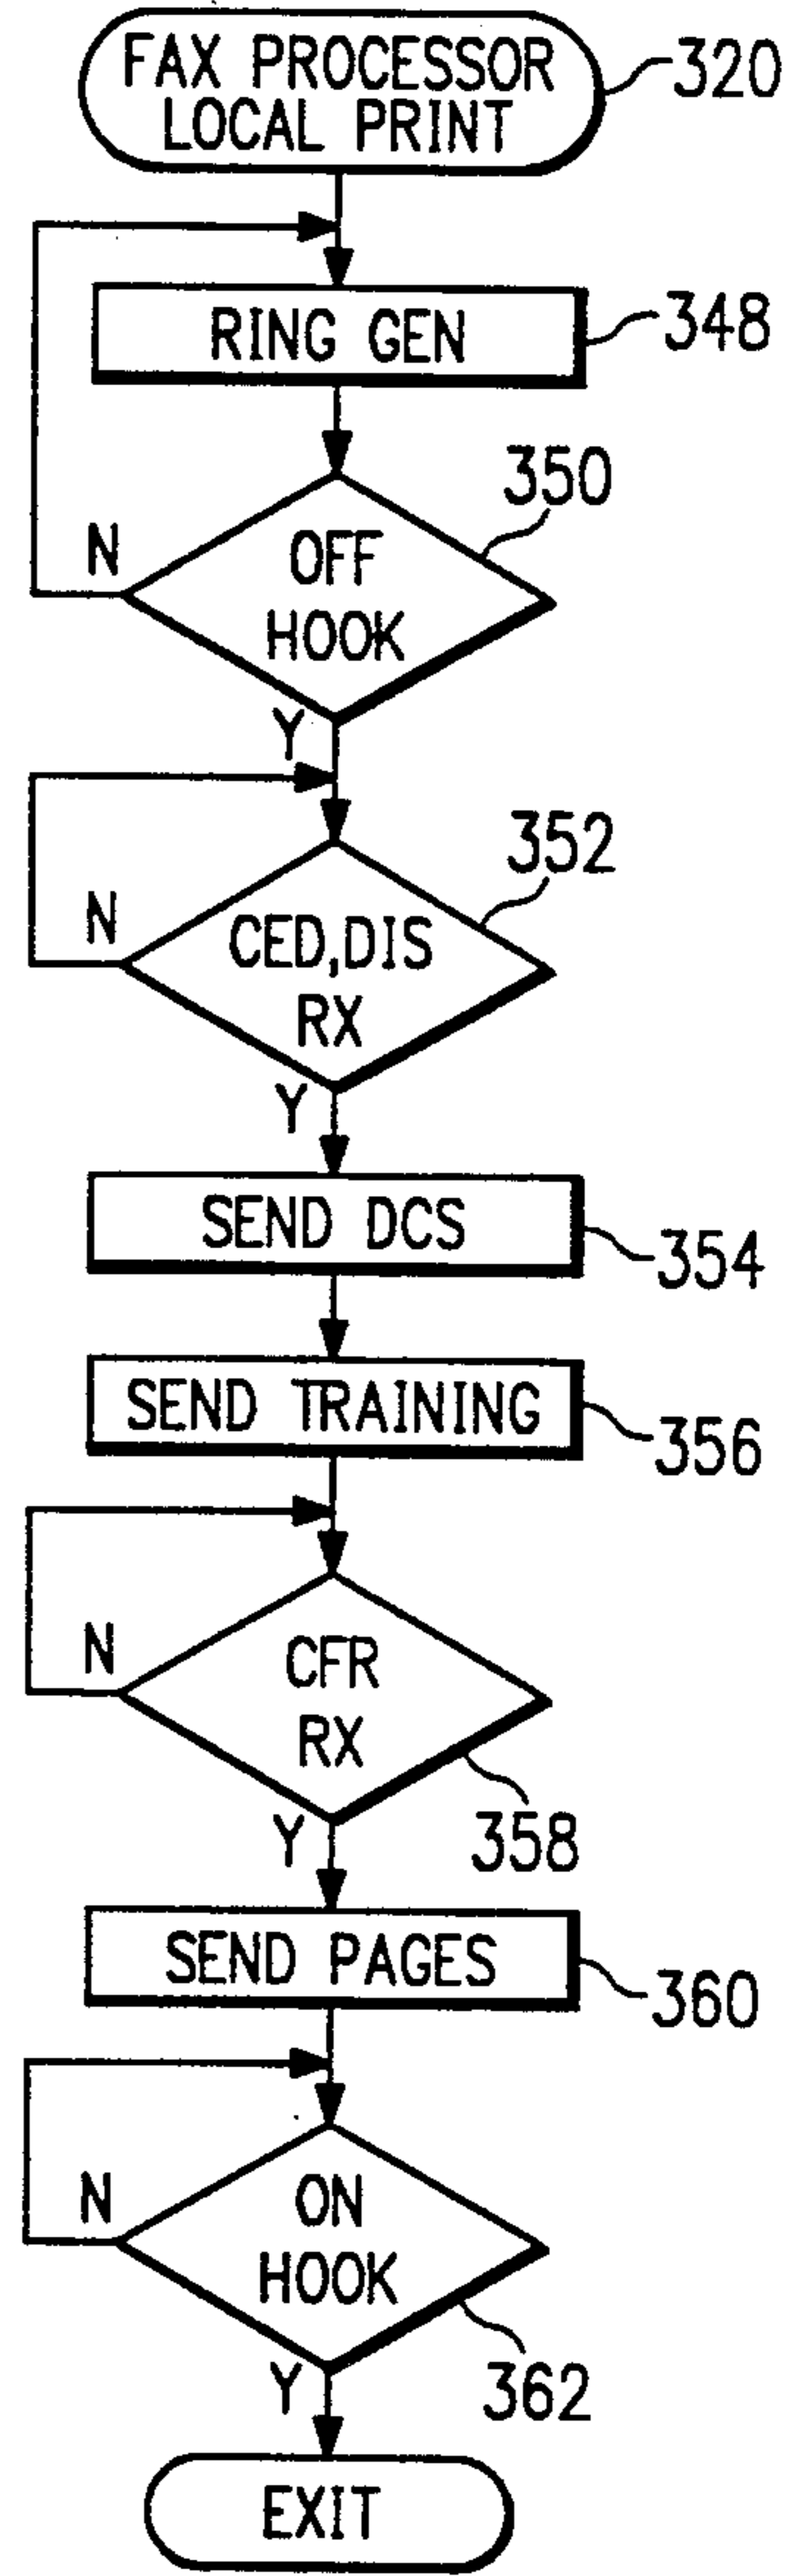 FAX PROCESSOR
LOCAL PRINT
320
RING GEN
348
350
OFF
HOOK
N
Y
352
CED,DIS
RX
N
Y
SEND DCS
354
SEND TRAINING
356
CFR
RX
N
358
Y
SEND PAGES
360
ON
HOOK
N
362
Y
EXIT